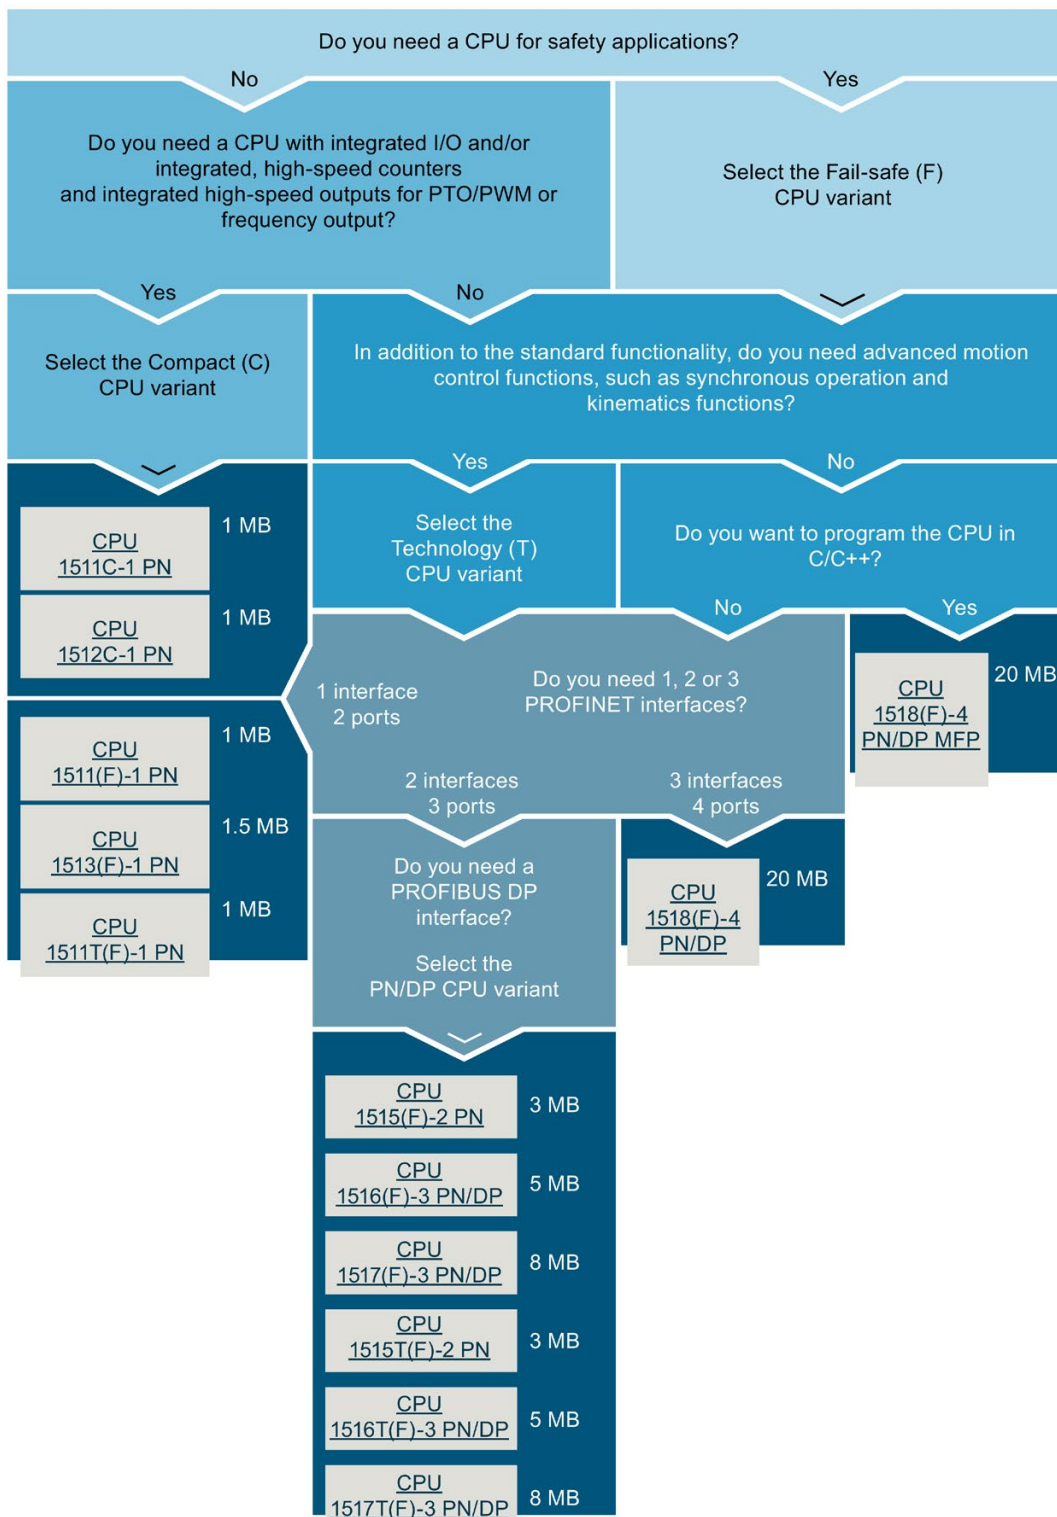 Do you need a CPU for safety applications?
No
Yes
Do you need a CPU with integrated I/O and/or
integrated, high-speed counters
and integrated high-speed outputs for PTO/PWM or
frequency output?
Select the Fail-safe (F)
CPU variant
Yes
No
Select the Compact (C)
CPU variant
In addition to the standard functionality, do you need advanced motion
control functions, such as synchronous operation and
kinematics functions?
Yes
No
Select the
Technology (T)
CPU variant
Do you want to program the CPU in
C/C++?
No
Yes
CPU
1511C-1 PN
1 MB
CPU
1512C-1 PN
1 MB
1 interface
2 ports
Do you need 1, 2 or 3
PROFINET interfaces?
CPU
1518(F)-4
PN/DP MFP
20 MB
CPU
1511(F)-1 PN
1 MB
CPU
1513(F)-1 PN
1.5 MB
CPU
1511T(F)-1 PN
1 MB
2 interfaces
3 ports
3 interfaces
4 ports
Do you need a
PROFIBUS DP
interface?
Select the
PN/DP CPU variant
CPU
1518(F)-4
PN/DP
20 MB
CPU
1515(F)-2 PN
3 MB
CPU
1516(F)-3 PN/DP
5 MB
CPU
1517(F)-3 PN/DP
8 MB
CPU
1515T(F)-2 PN
3 MB
CPU
1516T(F)-3 PN/DP
5 MB
CPU
1517T(F)-3 PN/DP
8 MB